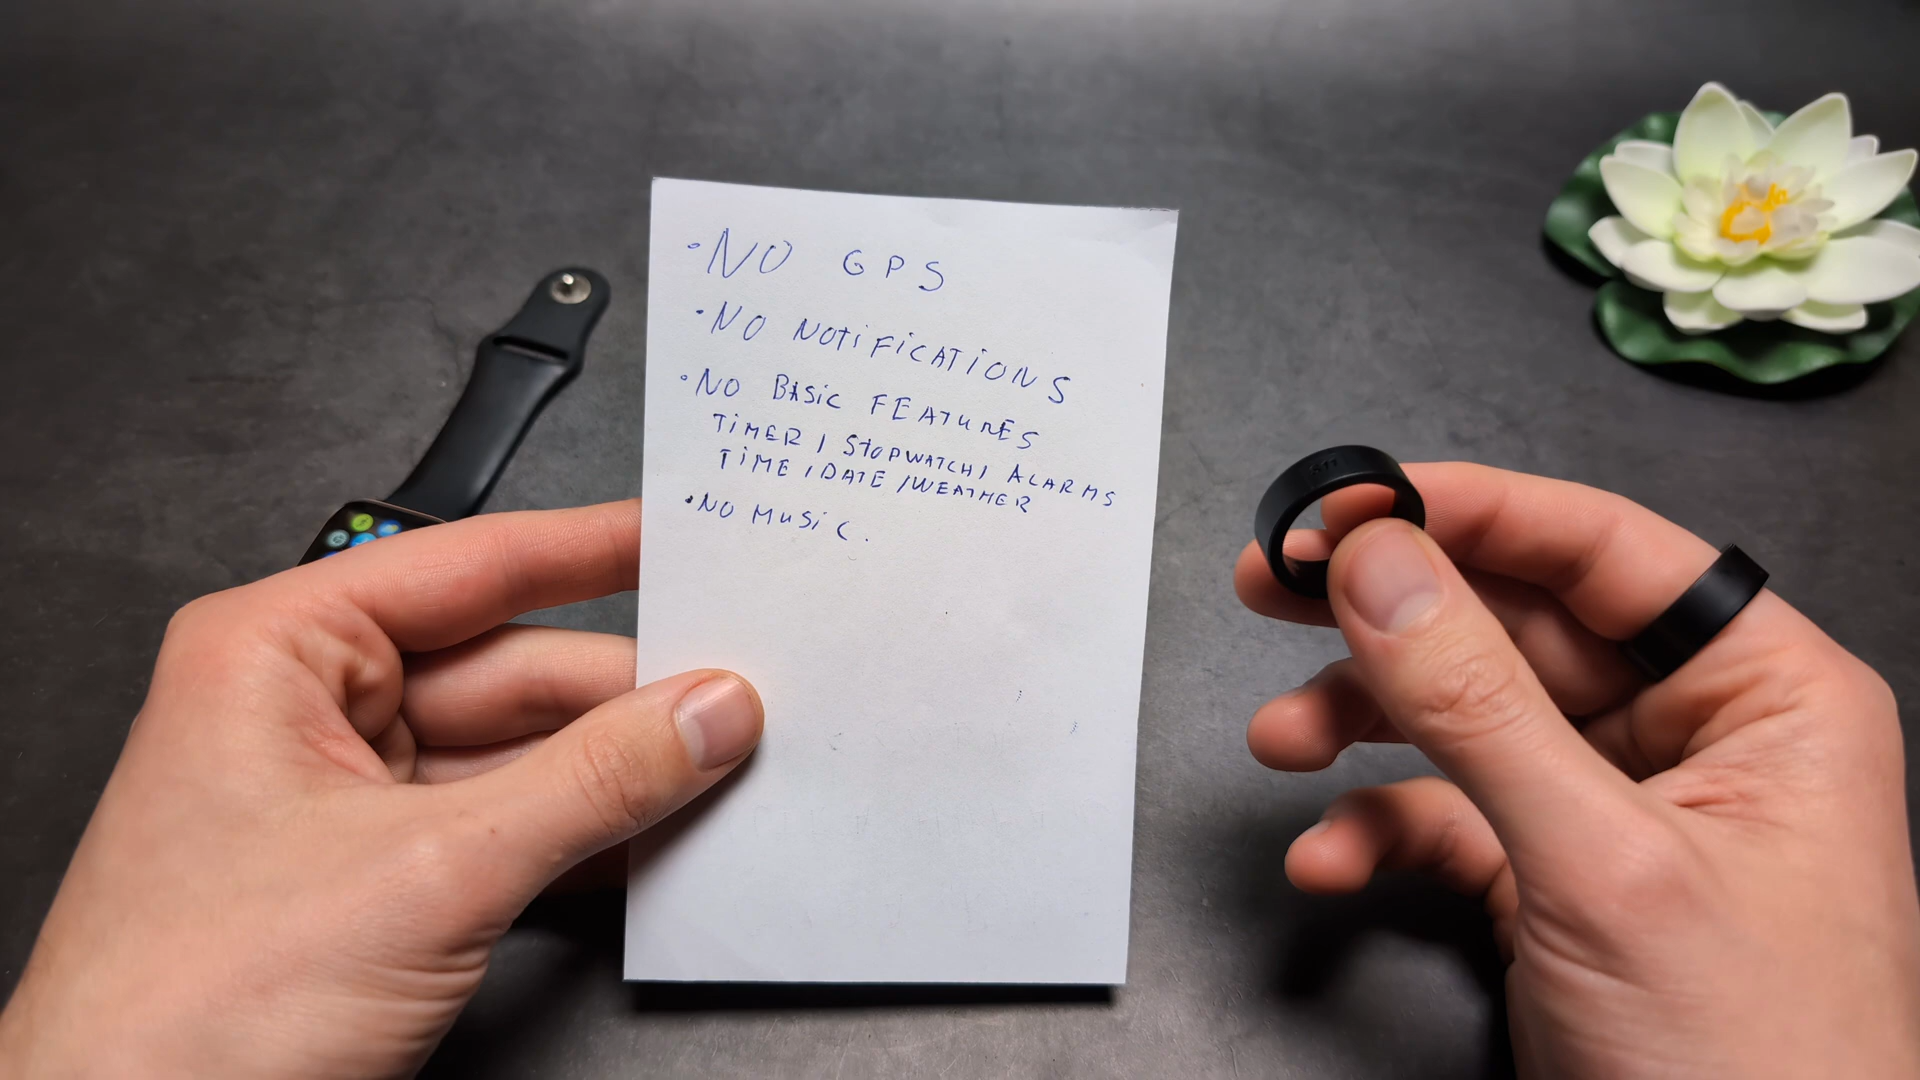 • NO GPS
• NO NOTIFICATIONS
• NO BASIC FEATURES
TIMER / STOPWATCH / ALARMS
TIME / DATE / WEATHER
• NO MUSIC.